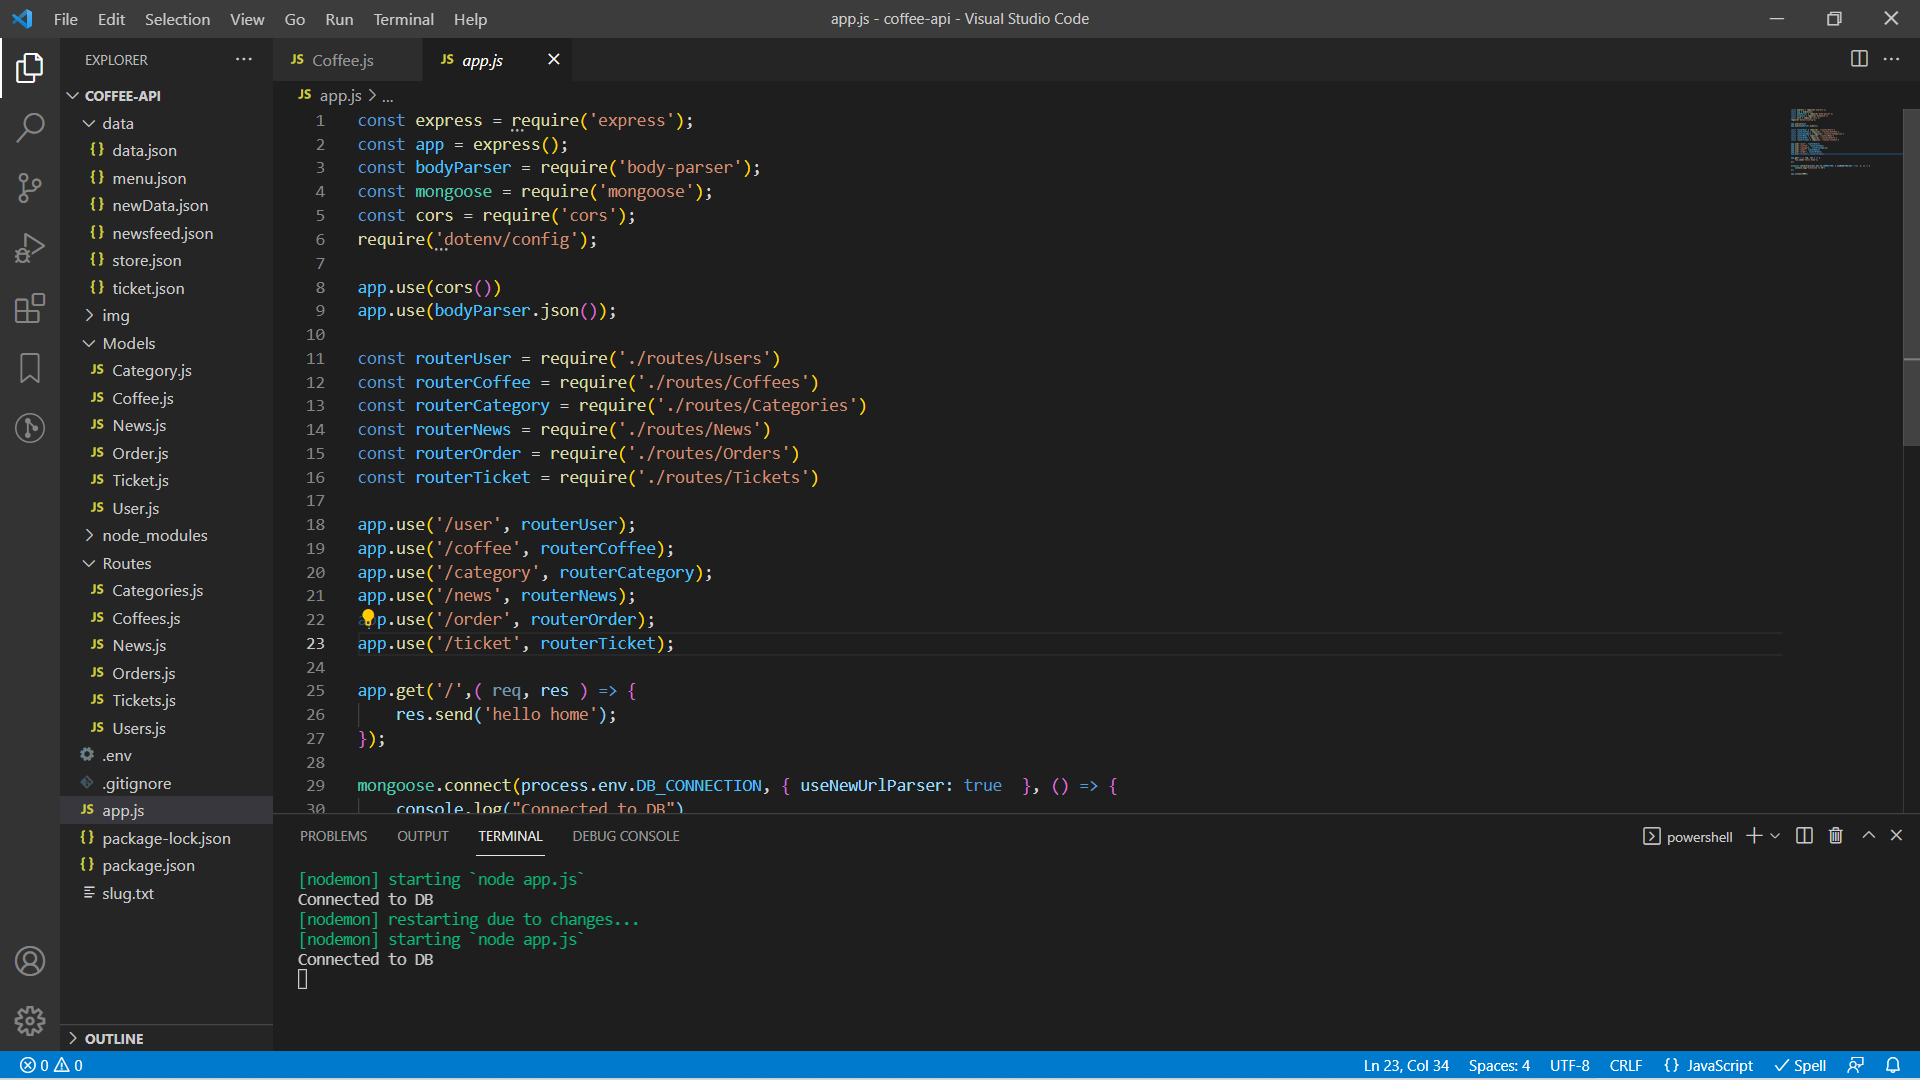 File Edit Selection View Go Run Terminal Help
app.js - coffee-api - Visual Studio Code
EXPLORER
COFFEE-API
data
data.json
menu.json
newData.json
newsfeed.json
store.json
ticket.json
img
Models
Category.js
Coffee.js
News.js
Order.js
Ticket.js
User.js
node_modules
Routes
Categories.js
Coffees.js
News.js
Orders.js
Tickets.js
Users.js
.env
.gitignore
JS app.js
package-lock.json
package.json
slug.txt
OUTLINE
JS Coffee.js JS app.js
JS app.js > ...
1 const express = require('express');
2 const app = express();
3 const bodyParser = require('body-parser');
4 const mongoose = require('mongoose');
5 const cors = require('cors');
6 require('dotenv/config');
7
8 app.use(cors())
9 app.use(bodyParser.json());
10
11 const routerUser = require('./routes/Users')
12 const routerCoffee = require('./routes/Coffees')
13 const routerCategory = require('./routes/Categories')
14 const routerNews = require('./routes/News')
15 const routerOrder = require('./routes/Orders')
16 const routerTicket = require('./routes/Tickets')
17
18 app.use('/user', routerUser);
19 app.use('/coffee', routerCoffee);
20 app.use('/category', routerCategory);
21 app.use('/news', routerNews);
22 app.use('/order', routerOrder);
23 app.use('/ticket', routerTicket);
24
25 app.get('/',( req, res ) => {
26 res.send('hello home');
27 });
28
29 mongoose.connect(process.env.DB_CONNECTION, { useNewUrlParser: true }, () => {
30 console.log("Connected to DB")
PROBLEMS OUTPUT TERMINAL DEBUG CONSOLE
powershell
[nodemon] starting `node app.js`
Connected to DB
[nodemon] restarting due to changes...
[nodemon] starting `node app.js`
Connected to DB
0 0
Ln 23, Col 34 Spaces: 4 UTF-8 CRLF {} JavaScript Spell